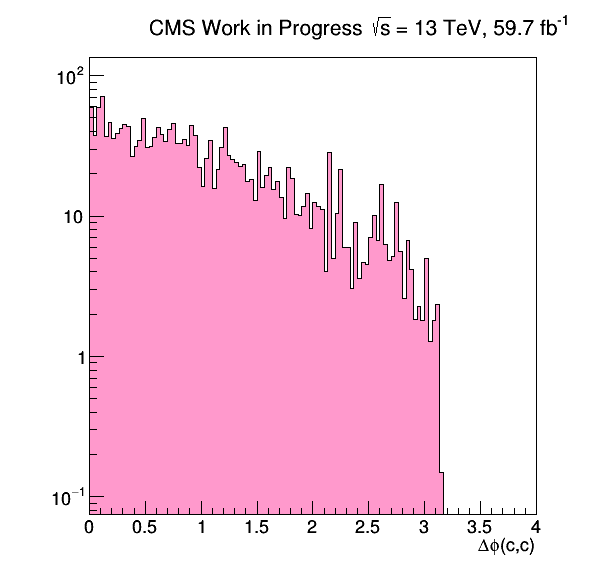 CMS Work in Progress √s = 13 TeV, 59.7 fb⁻¹
10²
10
1
10⁻¹
0 0.5 1 1.5 2 2.5 3 3.5 4
Δϕ(c,c)